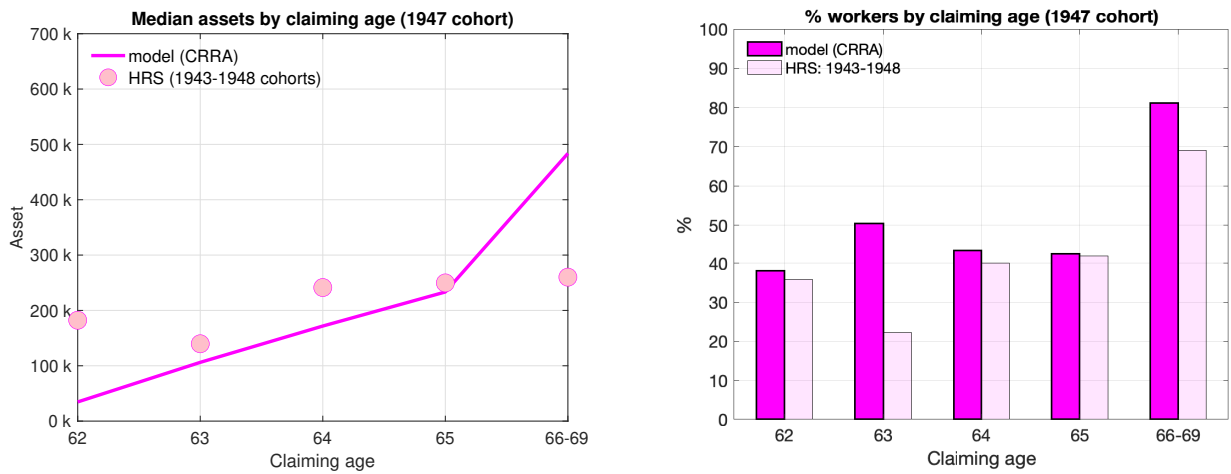 Median assets by claiming age (1947 cohort)
700 k
600 k
500 k
400 k
300 k
200 k
100 k
0 k
Asset
model (CRRA)
HRS (1943-1948 cohorts)
62
63
64
65
66-69
Claiming age
% workers by claiming age (1947 cohort)
100
90
80
70
60
50
40
30
20
10
0
%
model (CRRA)
HRS: 1943-1948
62
63
64
65
66-69
Claiming age